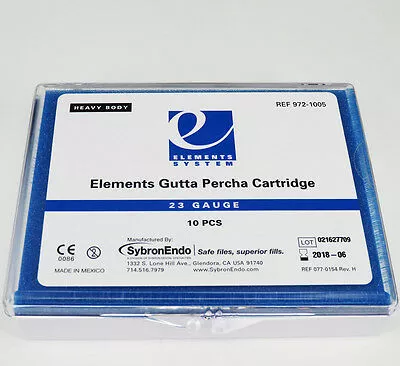 HEAVY BODY
REF 972-1005
e
ELEMENTS
SYSTEM
Elements Gutta Percha Cartridge
23 GAUGE
10 PCS
CE
0086
MADE IN MEXICO
Manufactured By:
SybronEndo
Safe files, superior fills.
1332 S. Lone Hill Ave., Glendora, CA USA 91740
714.516.7979 www.SybronEndo.com
LOT 021627709
2018-06
REF 077-0154 Rev. H